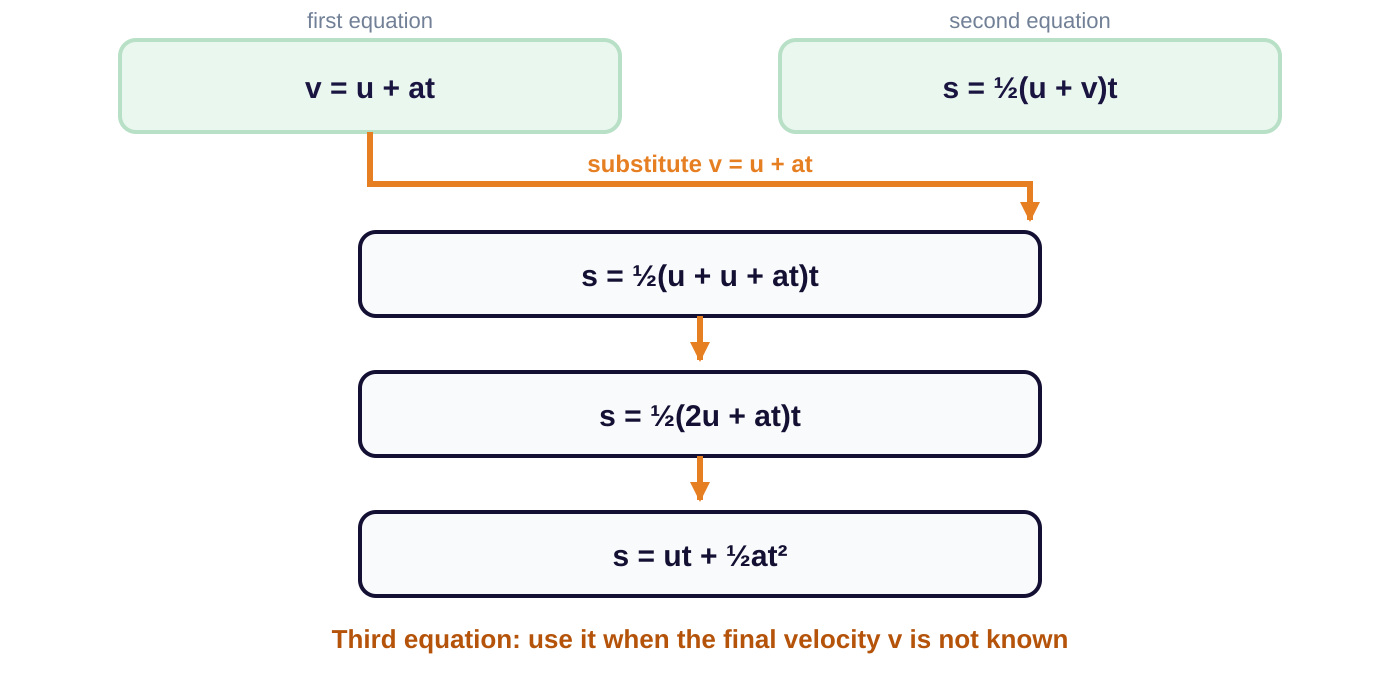 first equation
second equation
v = u + at
s = ½(u + v)t
substitute v = u + at
s = ½(u + u + at)t
s = ½(2u + at)t
s = ut + ½at²
Third equation: use it when the final velocity v is not known